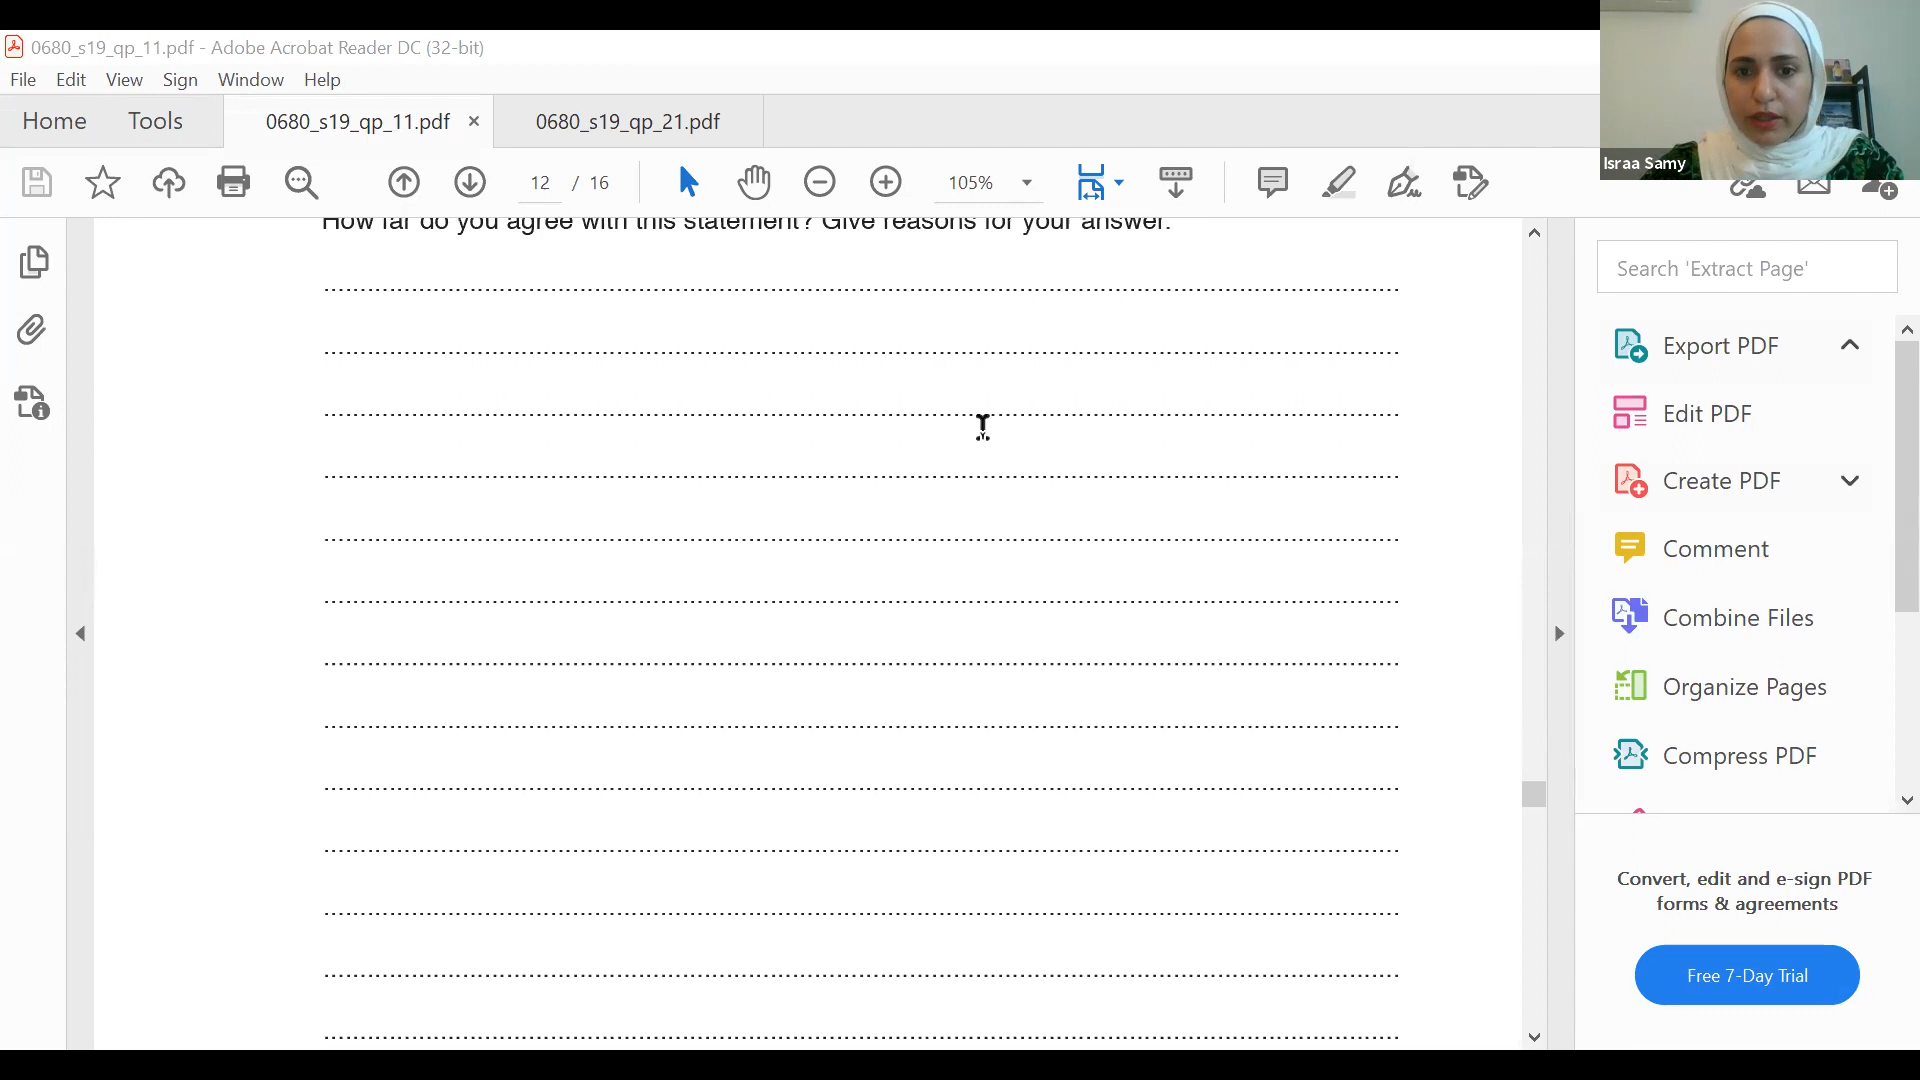 0680_s19_qp_11.pdf - Adobe Acrobat Reader DC (32-bit)
File Edit View Sign Window Help
Home Tools 0680_s19_qp_11.pdf × 0680_s19_qp_21.pdf
12 / 16 105%
Israa Samy
How far do you agree with this statement? Give reasons for your answer.
Search 'Extract Page'
Export PDF
Edit PDF
Create PDF
Comment
Combine Files
Organize Pages
Compress PDF
Convert, edit and e-sign PDF
forms & agreements
Free 7-Day Trial